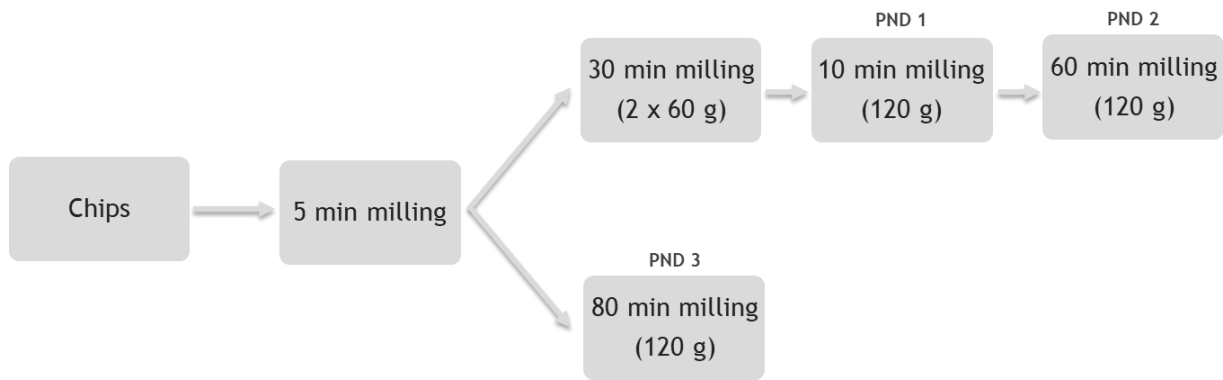 PND 1
PND 2
30 min milling
(2 x 60 g)
10 min milling
(120 g)
60 min milling
(120 g)
Chips
5 min milling
PND 3
80 min milling
(120 g)